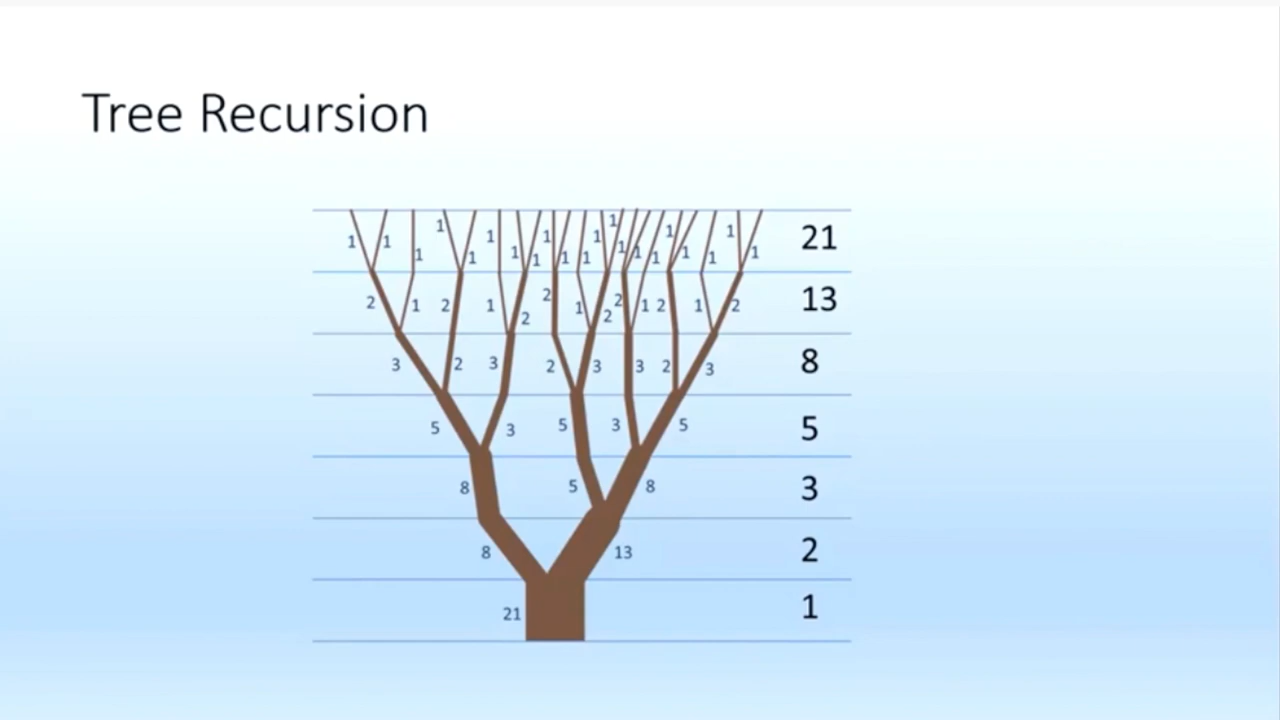 Tree Recursion
1 1 1 1 1 1 1 1 1 1 1 1 1 1 1 1 1 1 1 1 1 21
2 1 2 1 2 2 1 2 2 1 2 1 2 13
3 2 3 2 3 3 2 3 8
5 3 5 3 5 5
8 5 8 3
8 13 2
21 1